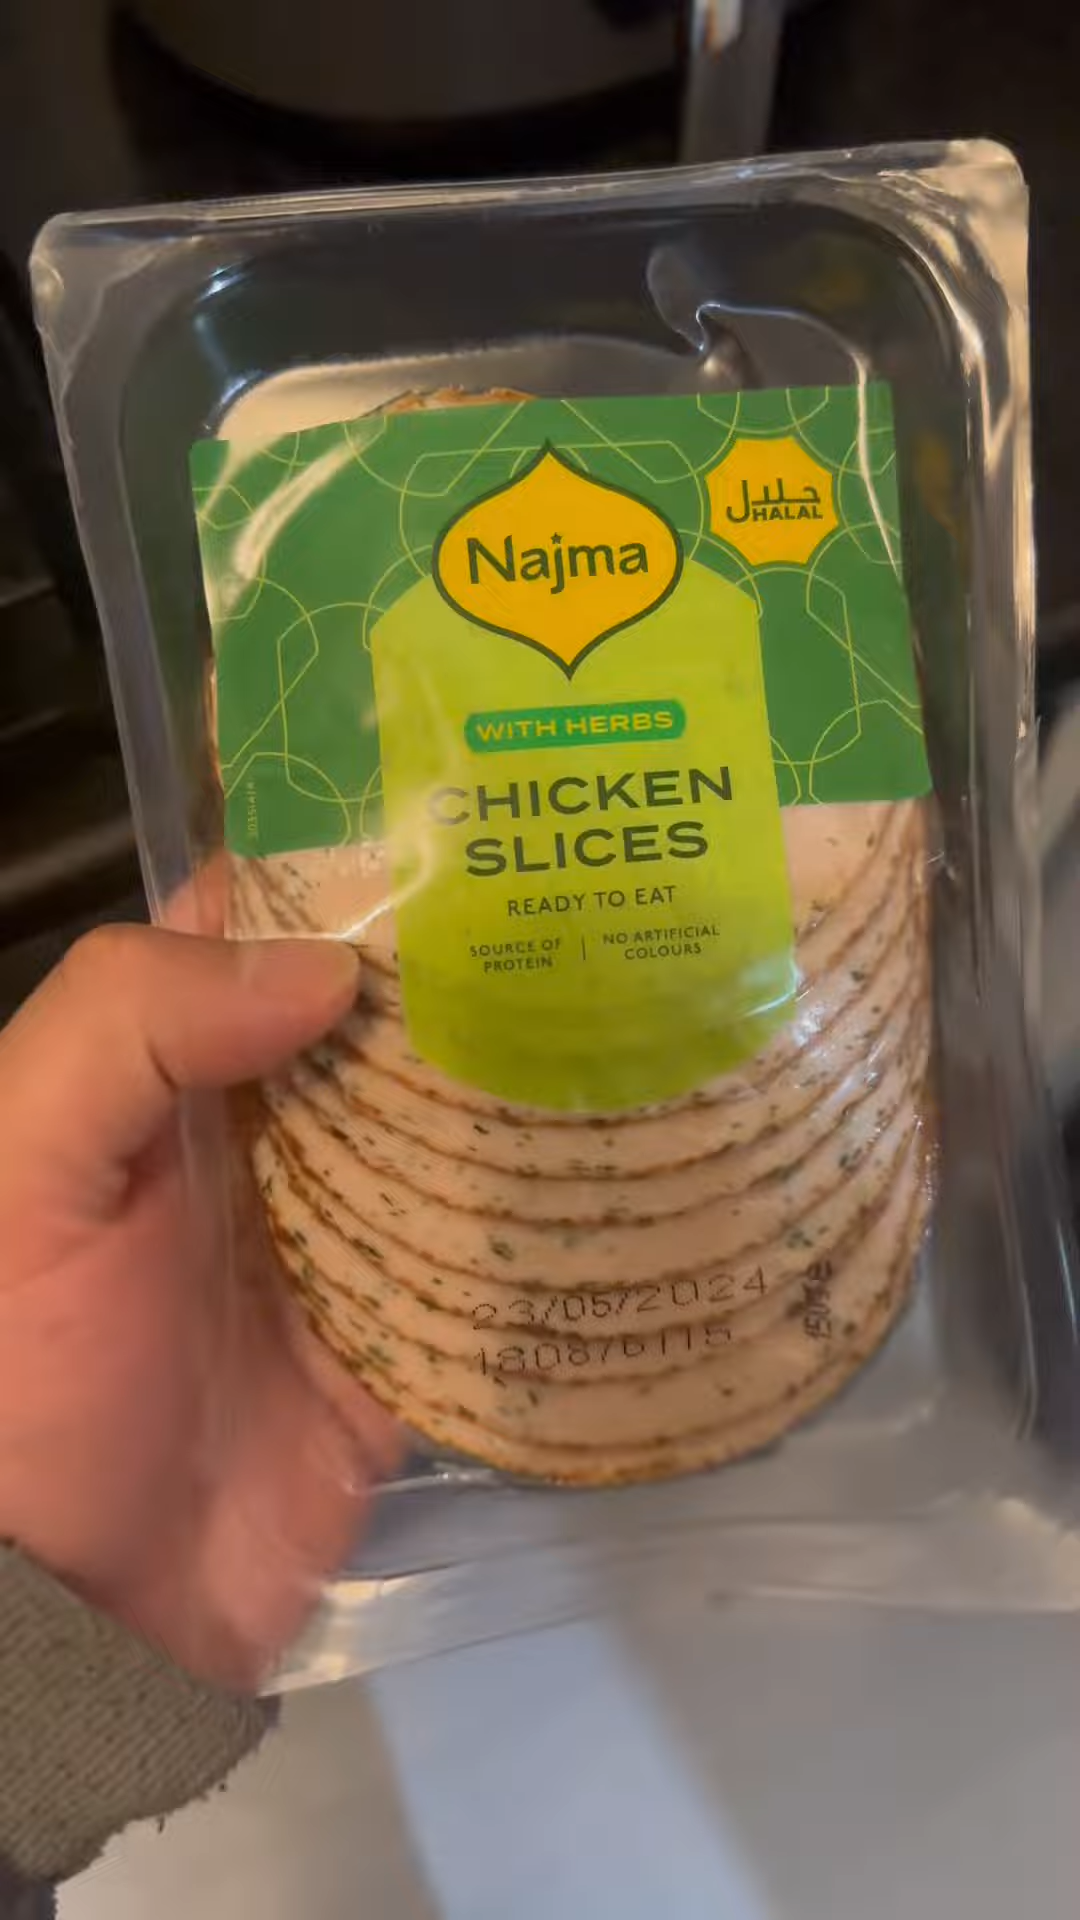 Najma
حلال
HALAL
WITH HERBS
CHICKEN
SLICES
READY TO EAT
SOURCE OF
PROTEIN
NO ARTIFICIAL
COLOURS
23/05/2024
150g e